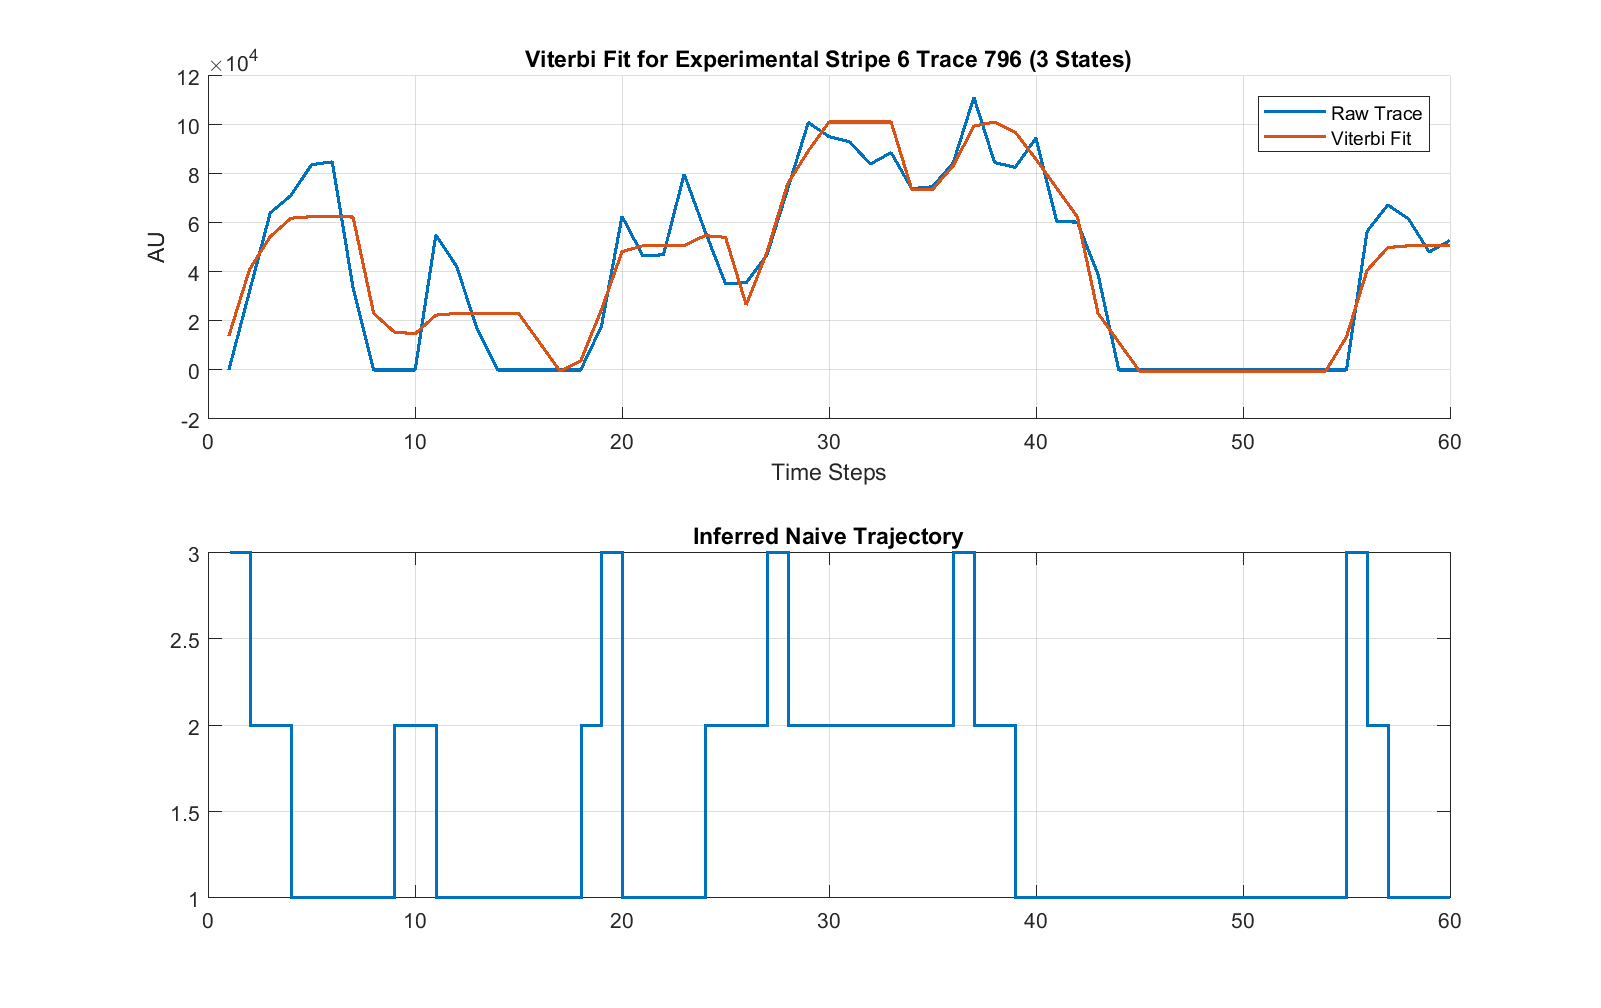 Viterbi Fit for Experimental Stripe 6 Trace 796 (3 States)
×10⁴
12
10
8
6
4
2
0
-2
AU
Raw Trace
Viterbi Fit
0 10 20 30 40 50 60
Time Steps
Inferred Naive Trajectory
3
2.5
2
1.5
1
0 10 20 30 40 50 60